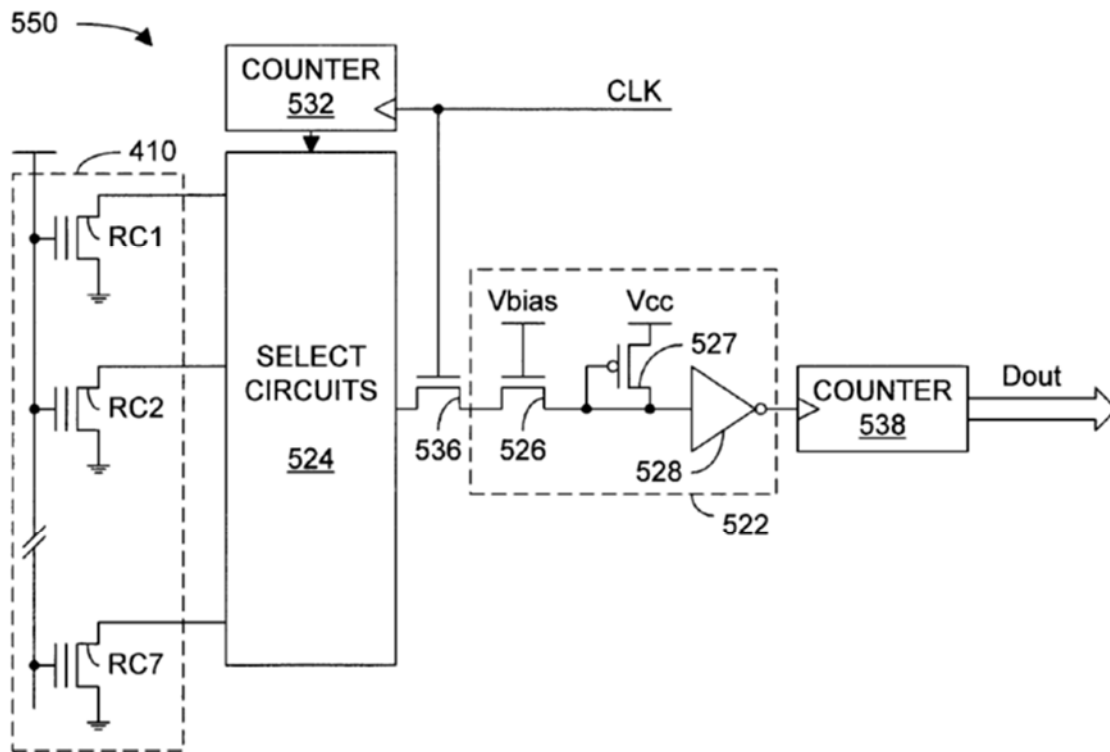 550
COUNTER
532
CLK
410
RC1
RC2
RC7
SELECT
CIRCUITS
524
536
Vbias
526
Vcc
527
528
522
COUNTER
538
Dout